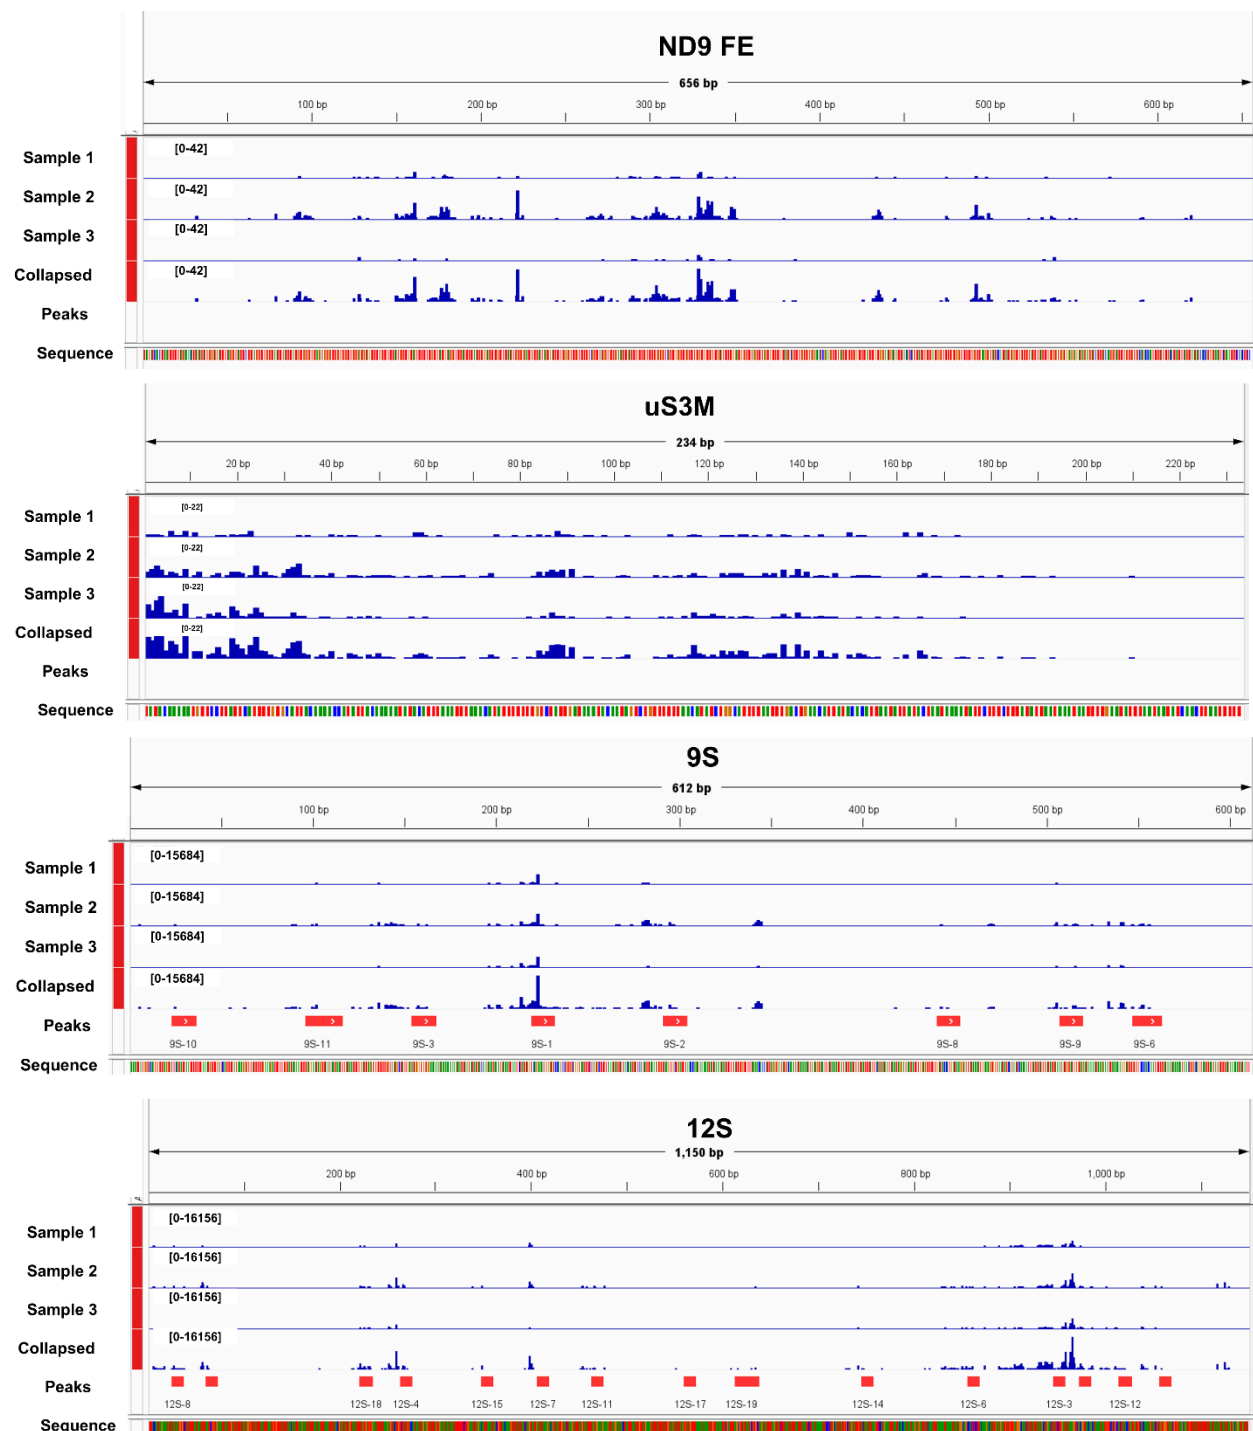 ND9 FE
656 bp
100 bp 200 bp 300 bp 400 bp 500 bp 600 bp
Sample 1 [0-42]
Sample 2 [0-42]
Sample 3 [0-42]
Collapsed [0-42]
Peaks
Sequence
uS3M
234 bp
20 bp 40 bp 60 bp 80 bp 100 bp 120 bp 140 bp 160 bp 180 bp 200 bp 220 bp
Sample 1 [0-22]
Sample 2 [0-22]
Sample 3 [0-22]
Collapsed [0-22]
Peaks
Sequence
9S
612 bp
100 bp 200 bp 300 bp 400 bp 500 bp 600 bp
Sample 1 [0-15684]
Sample 2 [0-15684]
Sample 3 [0-15684]
Collapsed [0-15684]
Peaks
9S-10 9S-11 9S-3 9S-1 9S-2 9S-8 9S-9 9S-6
Sequence
12S
1,150 bp
200 bp 400 bp 600 bp 800 bp 1,000 bp
Sample 1 [0-16156]
Sample 2 [0-16156]
Sample 3 [0-16156]
Collapsed [0-16156]
Peaks
12S-8 12S-18 12S-4 12S-15 12S-7 12S-11 12S-17 12S-19 12S-14 12S-6 12S-3 12S-12
Sequence